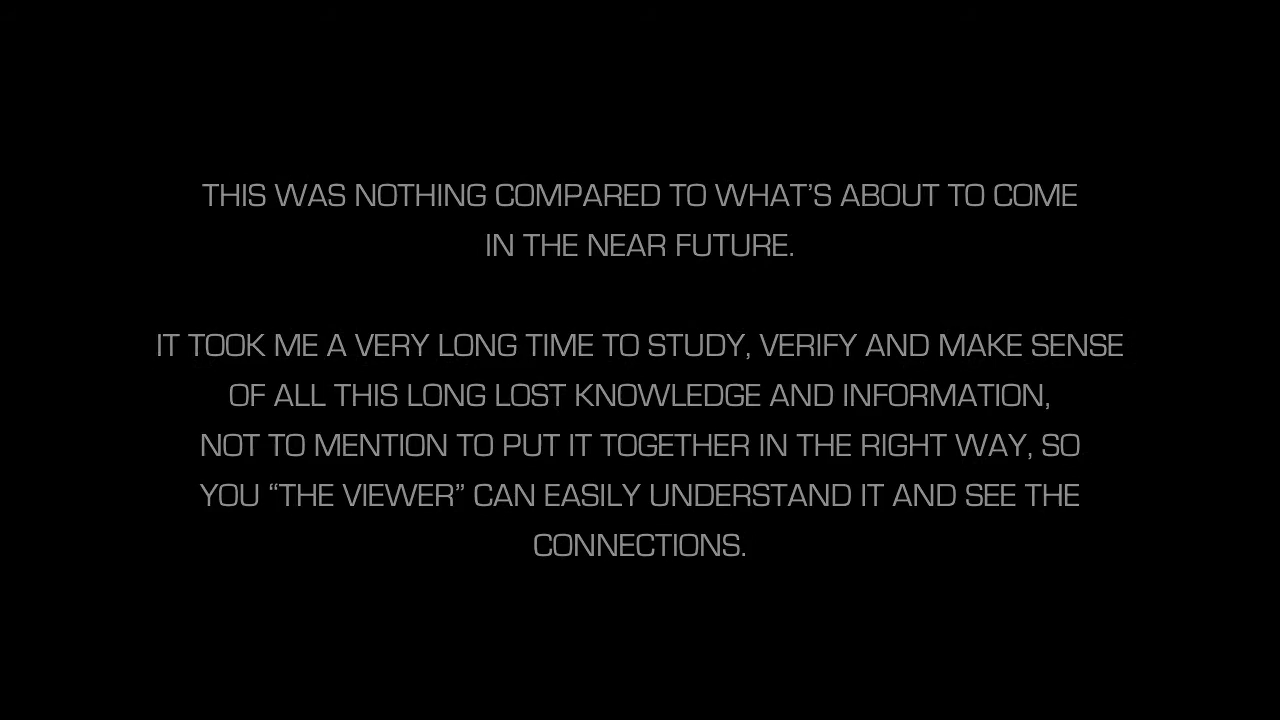 THIS WAS NOTHING COMPARED TO WHAT’S ABOUT TO COME
IN THE NEAR FUTURE.
IT TOOK ME A VERY LONG TIME TO STUDY, VERIFY AND MAKE SENSE
OF ALL THIS LONG LOST KNOWLEDGE AND INFORMATION,
NOT TO MENTION TO PUT IT TOGETHER IN THE RIGHT WAY, SO
YOU “THE VIEWER” CAN EASILY UNDERSTAND IT AND SEE THE
CONNECTIONS.